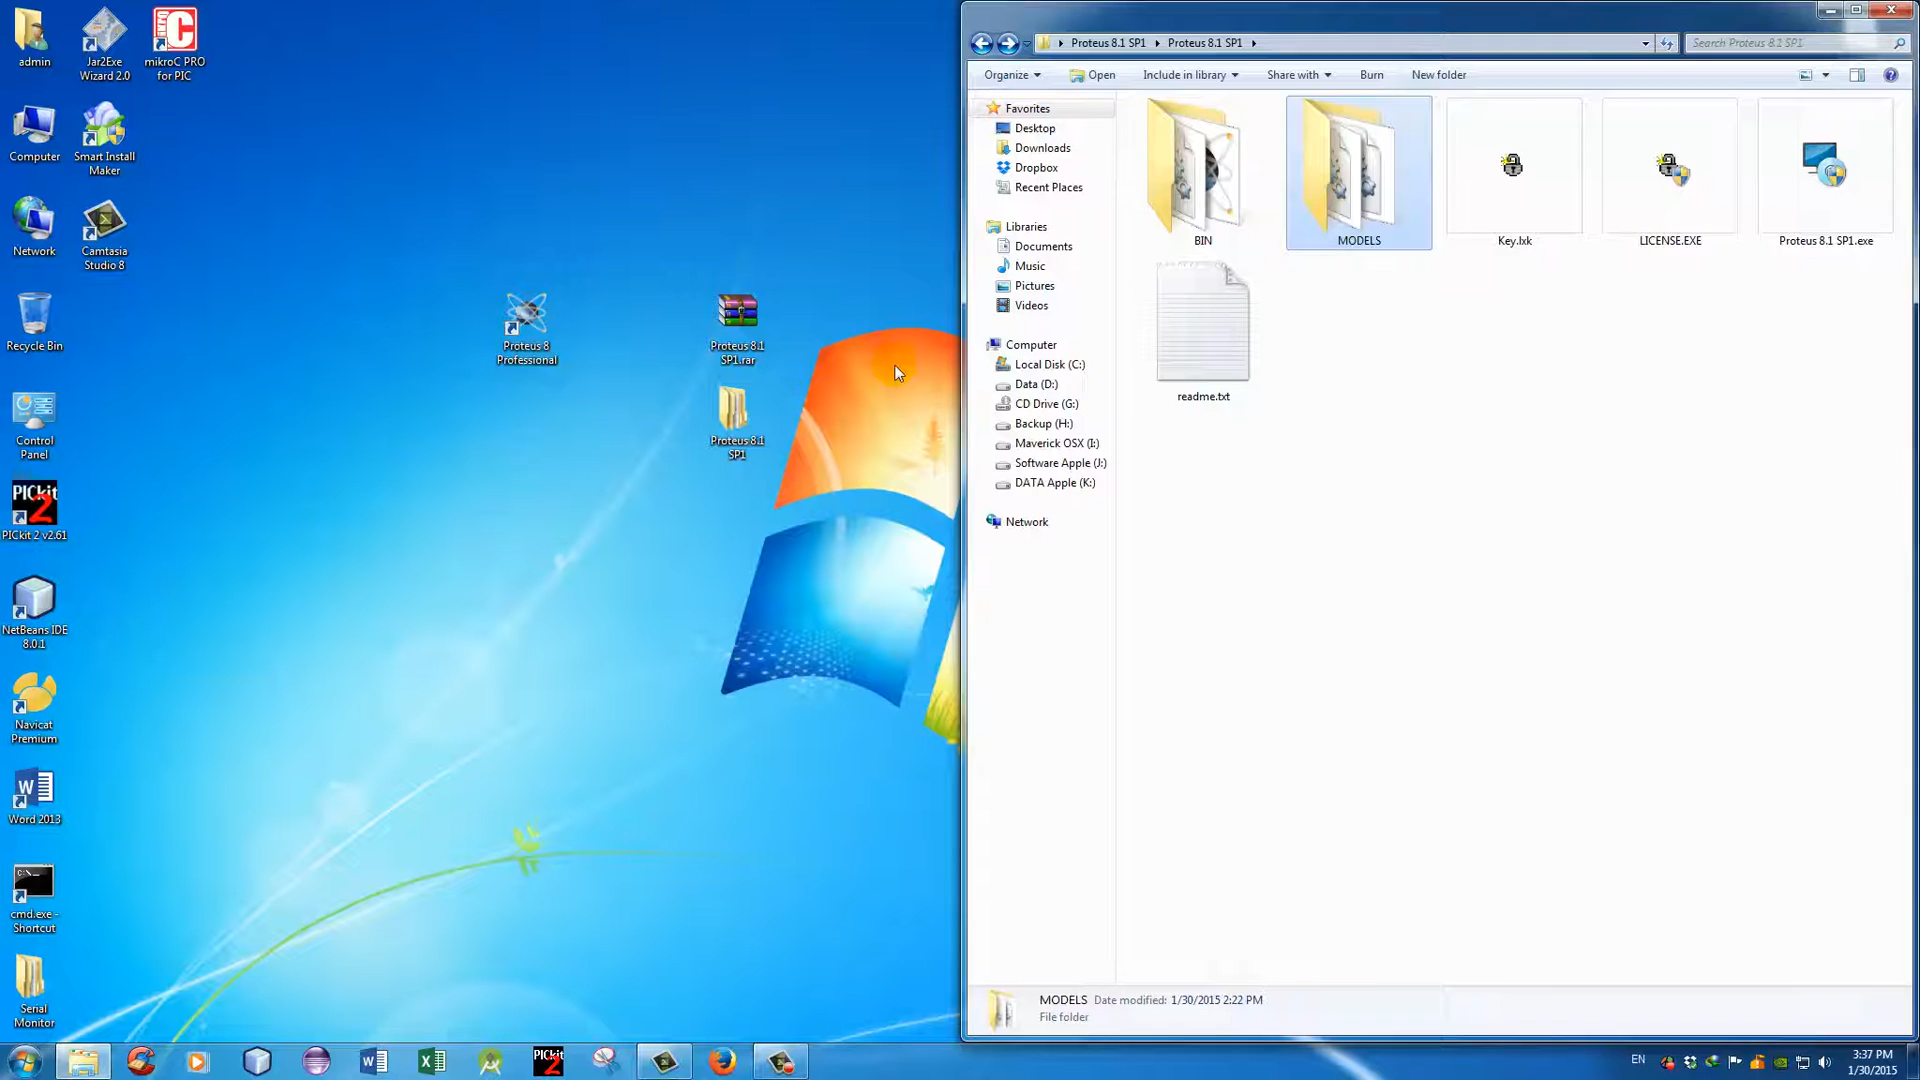 admin
Jar2Exe
Wizard 2.0
mikroC PRO
for PIC
Computer
Smart Install
Maker
Network
Camtasia
Studio 8
Recycle Bin
Control
Panel
PICkit
2
PICkit 2 v2.61
NetBeans IDE
8.0.1
Navicat
Premium
Word 2013
cmd.exe -
Shortcut
Serial
Monitor
Proteus 8
Professional
Proteus 8.1
SP1.rar
Proteus 8.1
SP1
Proteus 8.1 SP1
Proteus 8.1 SP1
Search Proteus 8.1 SP1
Organize
Open
Include in library
Share with
Burn
New folder
Favorites
Desktop
Downloads
Dropbox
Recent Places
Libraries
Documents
Music
Pictures
Videos
Computer
Local Disk (C:)
Data (D:)
CD Drive (G:)
Backup (H:)
Maverick OSX (I:)
Software Apple (J:)
DATA Apple (K:)
Network
BIN
MODELS
Key.lxk
LICENSE.EXE
Proteus 8.1 SP1.exe
readme.txt
MODELS Date modified: 1/30/2015 2:22 PM
File folder
PICkit
2
EN
3:37 PM
1/30/2015